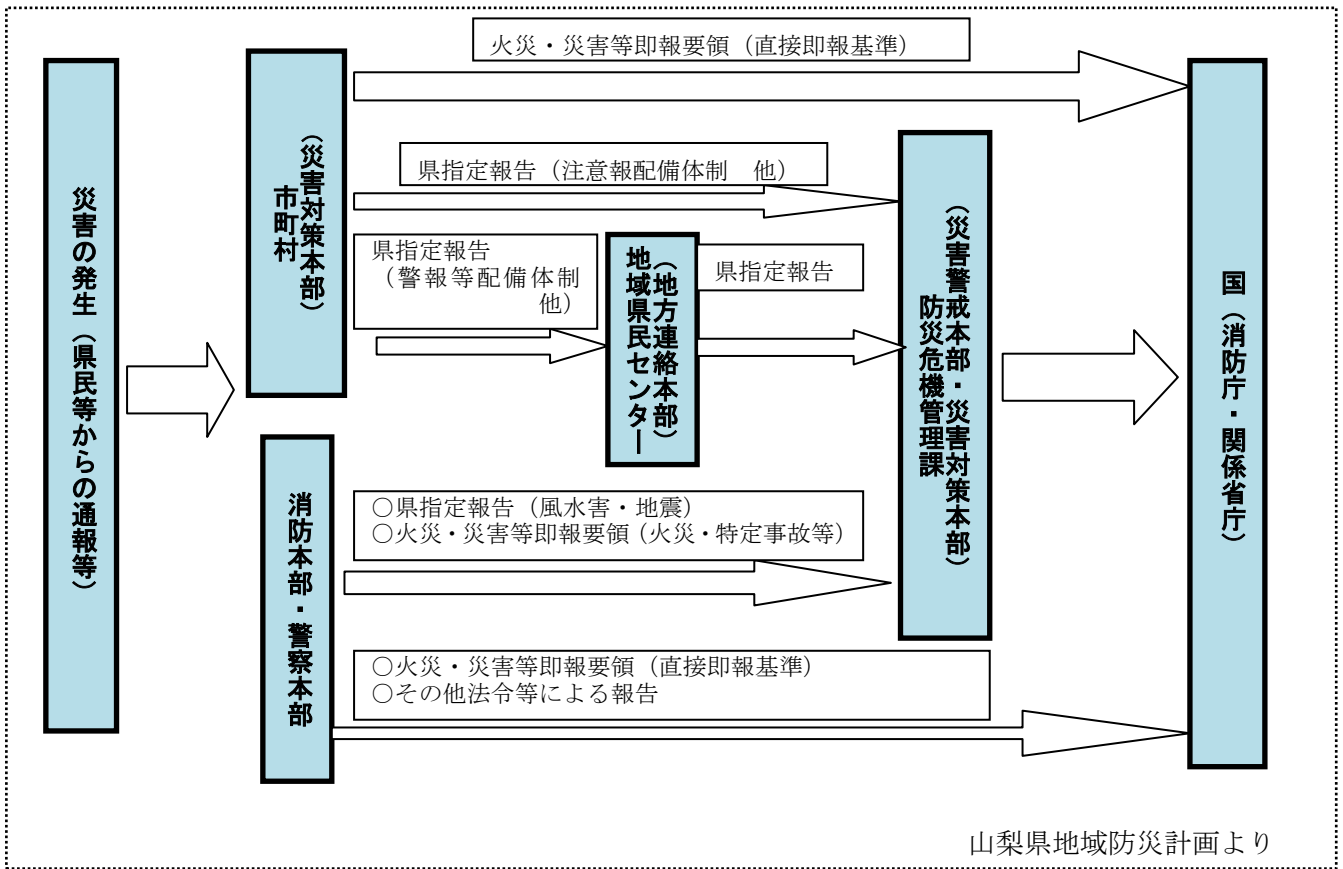 火災・災害等即報要領（直接即報基準）
災害の発生（県民等からの通報等）
市町村
（災害対策本部）
県指定報告（注意報配備体制　他）
県指定報告
（警報等配備体制
他）
地域県民センター
（地方連絡本部）
県指定報告
防災危機管理課
（災害警戒本部・災害対策本部）
国（消防庁・関係省庁）
消防本部・警察本部
○県指定報告（風水害・地震）
○火災・災害等即報要領（火災・特定事故等）
○火災・災害等即報要領（直接即報基準）
○その他法令等による報告
山梨県地域防災計画より